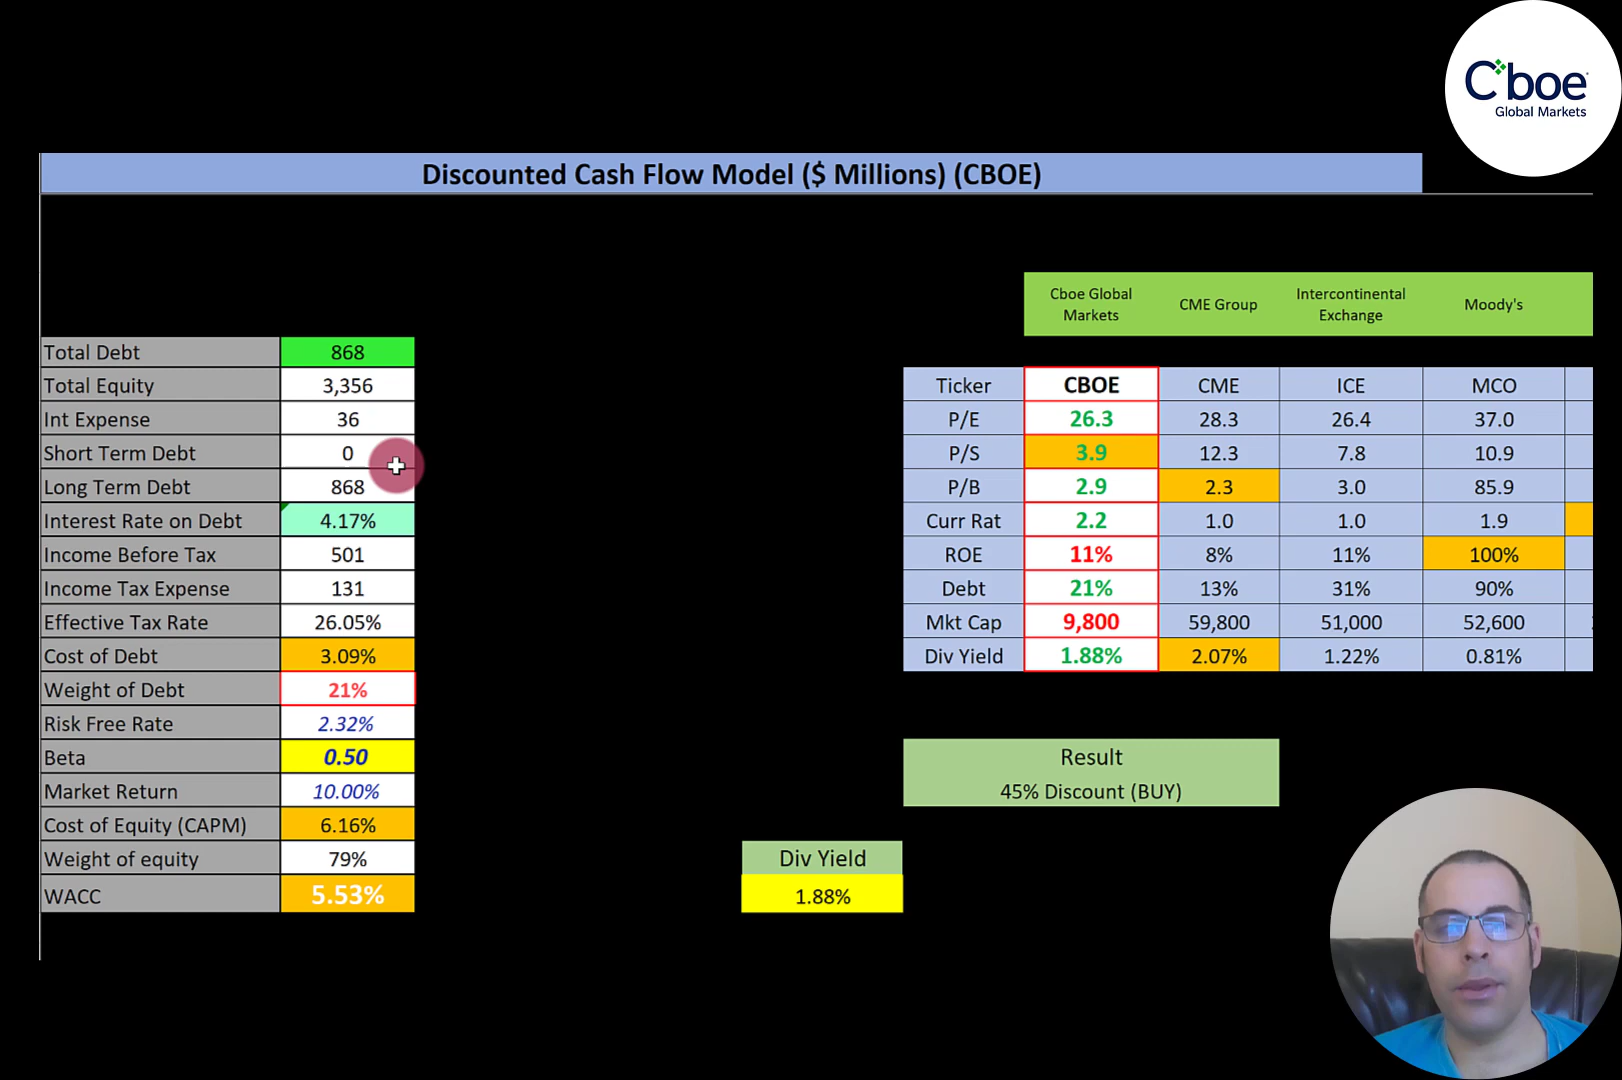 Cboe
Global Markets
Discounted Cash Flow Model ($ Millions) (CBOE)
Cboe Global Markets CME Group Intercontinental Exchange Moody's
Total Debt 868
Total Equity 3,356
Int Expense 36
Short Term Debt 0
Long Term Debt 868
Interest Rate on Debt 4.17%
Income Before Tax 501
Income Tax Expense 131
Effective Tax Rate 26.05%
Cost of Debt 3.09%
Weight of Debt 21%
Risk Free Rate 2.32%
Beta 0.50
Market Return 10.00%
Cost of Equity (CAPM) 6.16%
Weight of equity 79%
WACC 5.53%
Ticker CBOE CME ICE MCO
P/E 26.3 28.3 26.4 37.0
P/S 3.9 12.3 7.8 10.9
P/B 2.9 2.3 3.0 85.9
Curr Rat 2.2 1.0 1.0 1.9
ROE 11% 8% 11% 100%
Debt 21% 13% 31% 90%
Mkt Cap 9,800 59,800 51,000 52,600
Div Yield 1.88% 2.07% 1.22% 0.81%
Result
45% Discount (BUY)
Div Yield
1.88%